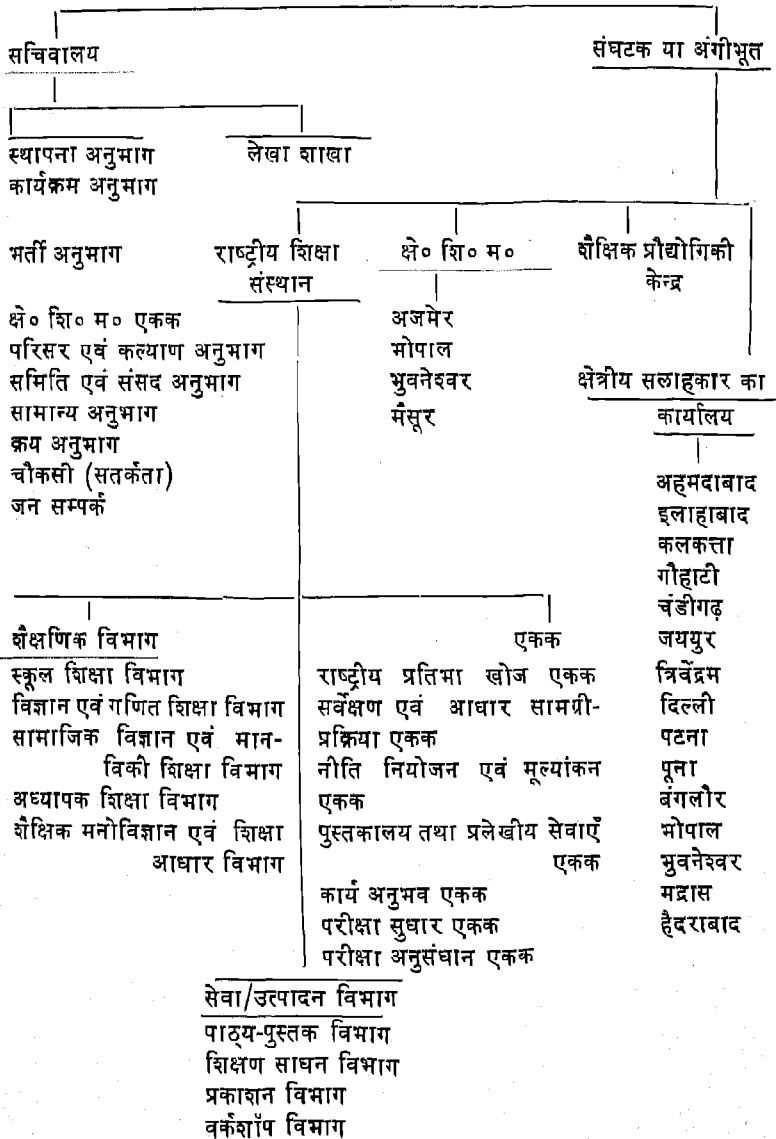 सचिवालय
संघटक या अंगीभूत
स्थापना अनुभाग
कार्यक्रम अनुभाग
लेखा शाखा
भर्ती अनुभाग
क्षे० शि० म० एकक
परिसर एवं कल्याण अनुभाग
समिति एवं संसद अनुभाग
सामान्य अनुभाग
क्रय अनुभाग
चौकसी (सतर्कता)
जन सम्पर्क
राष्ट्रीय शिक्षा
संस्थान
क्षे० शि० म०
अजमेर
भोपाल
भुवनेश्वर
मैसूर
शैक्षिक प्रौद्योगिकी
केन्द्र
क्षेत्रीय सलाहकार का
कार्यालय
अहमदाबाद
इलाहाबाद
कलकत्ता
गौहाटी
चंडीगढ़
जययुर
त्रिवेंद्रम
दिल्ली
पटना
पूना
बंगलौर
भोपाल
भुवनेश्वर
मद्रास
हैदराबाद
शैक्षणिक विभाग
स्कूल शिक्षा विभाग
विज्ञान एवं गणित शिक्षा विभाग
सामाजिक विज्ञान एवं मान-
विकी शिक्षा विभाग
अध्यापक शिक्षा विभाग
शैक्षिक मनोविज्ञान एवं शिक्षा
आधार विभाग
एकक
राष्ट्रीय प्रतिभा खोज एकक
सर्वेक्षण एवं आधार सामग्री-
प्रक्रिया एकक
नीति नियोजन एवं मूल्यांकन
एकक
पुस्तकालय तथा प्रलेखीय सेवाएँ
एकक
कार्य अनुभव एकक
परीक्षा सुधार एकक
परीक्षा अनुसंधान एकक
सेवा/उत्पादन विभाग
पाठ्य-पुस्तक विभाग
शिक्षण साधन विभाग
प्रकाशन विभाग
वर्कशॉप विभाग